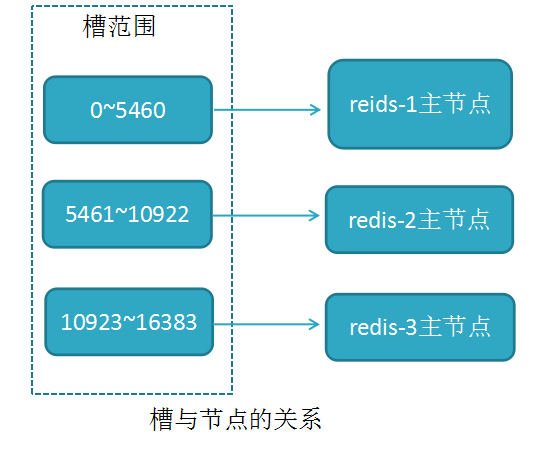 槽范围
0~5460
reids-1主节点
5461~10922
redis-2主节点
10923~16383
redis-3主节点
槽与节点的关系